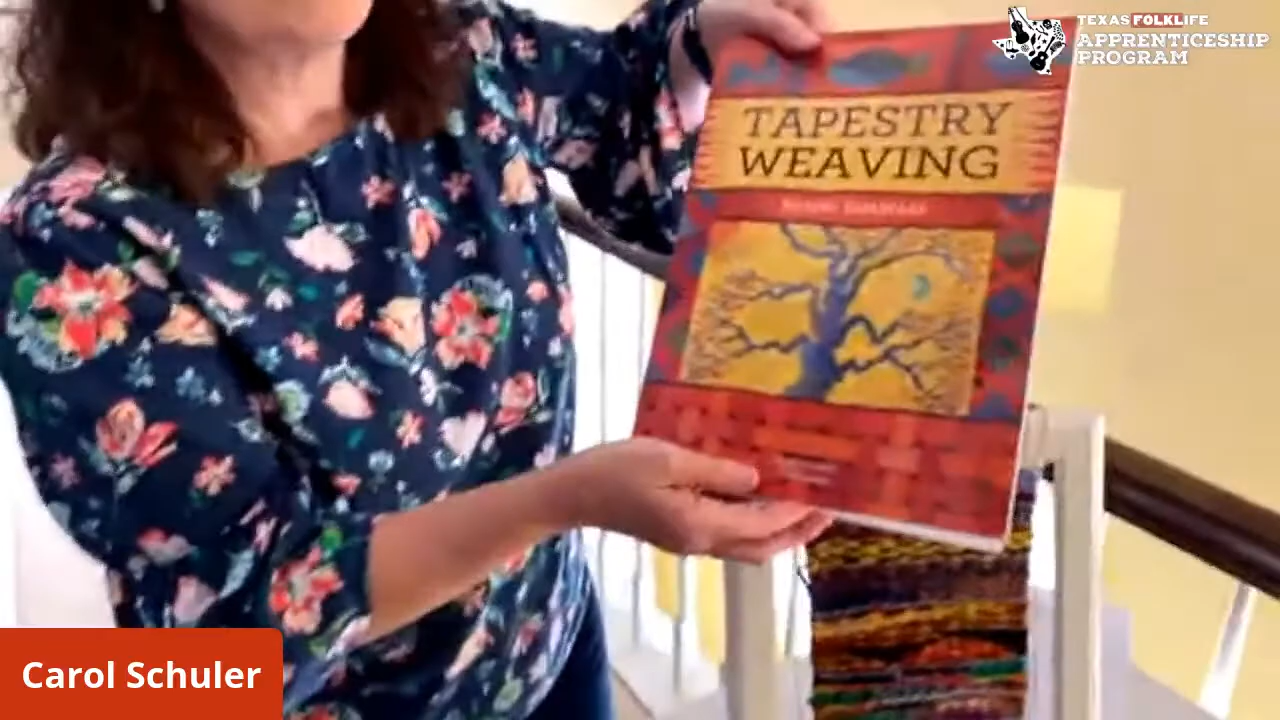 TEXAS FOLKLIFE
APPRENTICESHIP
PROGRAM
TAPESTRY
WEAVING
Carol Schuler